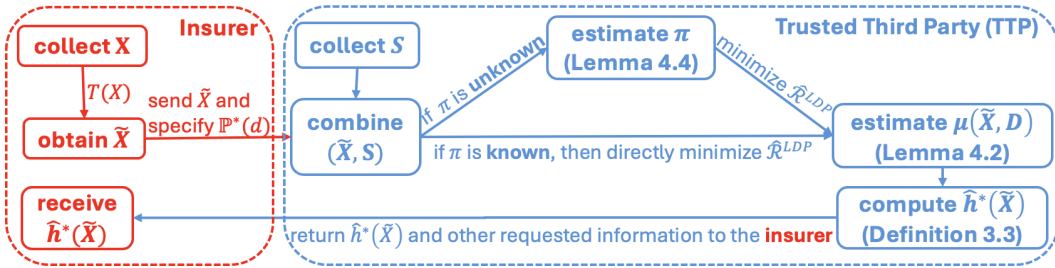 Insurer
collect X
T(X)
obtain X̃
send X̃ and
specify ℙ*(d)
receive
ĥ*(X̃)
Trusted Third Party (TTP)
collect S
combine
(X̃, S)
if π is unknown
estimate π
(Lemma 4.4)
minimize ℛ̂^LDP
if π is known, then directly minimize ℛ̂^LDP
estimate μ(X̃, D)
(Lemma 4.2)
compute ĥ*(X̃)
(Definition 3.3)
return ĥ*(X̃) and other requested information to the insurer